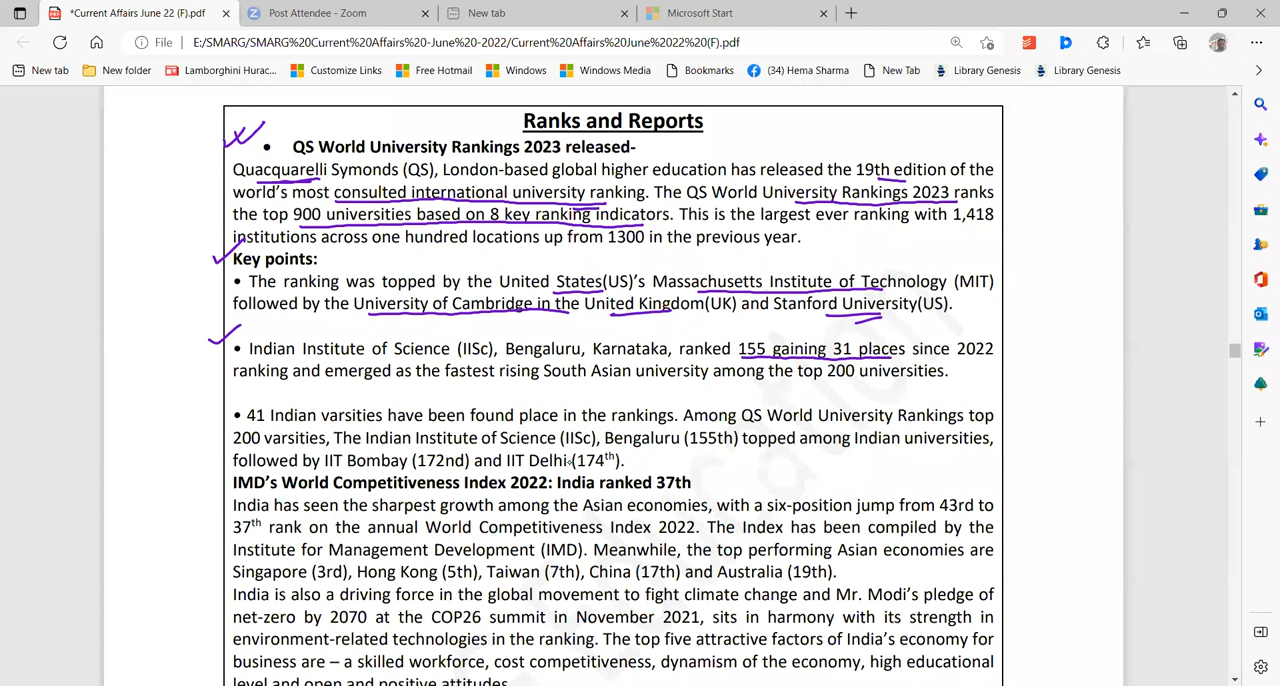 *Current Affairs June 22 (F).pdf
Post Attendee - Zoom
New tab
Microsoft Start
File
E:/SMARG/SMARG%20Current%20Affairs%20-June%20-2022/Current%20Affairs%20June%2022%20(F).pdf
New tab
New folder
Lamborghini Hurac...
Customize Links
Free Hotmail
Windows
Windows Media
Bookmarks
(34) Hema Sharma
New Tab
Library Genesis
Library Genesis
Ranks and Reports
• QS World University Rankings 2023 released-
Quacquarelli Symonds (QS), London-based global higher education has released the 19th edition of the
world's most consulted international university ranking. The QS World University Rankings 2023 ranks
the top 900 universities based on 8 key ranking indicators. This is the largest ever ranking with 1,418
institutions across one hundred locations up from 1300 in the previous year.
Key points:
• The ranking was topped by the United States(US)'s Massachusetts Institute of Technology (MIT)
followed by the University of Cambridge in the United Kingdom(UK) and Stanford University(US).
• Indian Institute of Science (IISc), Bengaluru, Karnataka, ranked 155 gaining 31 places since 2022
ranking and emerged as the fastest rising South Asian university among the top 200 universities.
• 41 Indian varsities have been found place in the rankings. Among QS World University Rankings top
200 varsities, The Indian Institute of Science (IISc), Bengaluru (155th) topped among Indian universities,
followed by IIT Bombay (172nd) and IIT Delhi (174th).
IMD's World Competitiveness Index 2022: India ranked 37th
India has seen the sharpest growth among the Asian economies, with a six-position jump from 43rd to
37th rank on the annual World Competitiveness Index 2022. The Index has been compiled by the
Institute for Management Development (IMD). Meanwhile, the top performing Asian economies are
Singapore (3rd), Hong Kong (5th), Taiwan (7th), China (17th) and Australia (19th).
India is also a driving force in the global movement to fight climate change and Mr. Modi's pledge of
net-zero by 2070 at the COP26 summit in November 2021, sits in harmony with its strength in
environment-related technologies in the ranking. The top five attractive factors of India's economy for
business are – a skilled workforce, cost competitiveness, dynamism of the economy, high educational
level and open and positive attitudes.